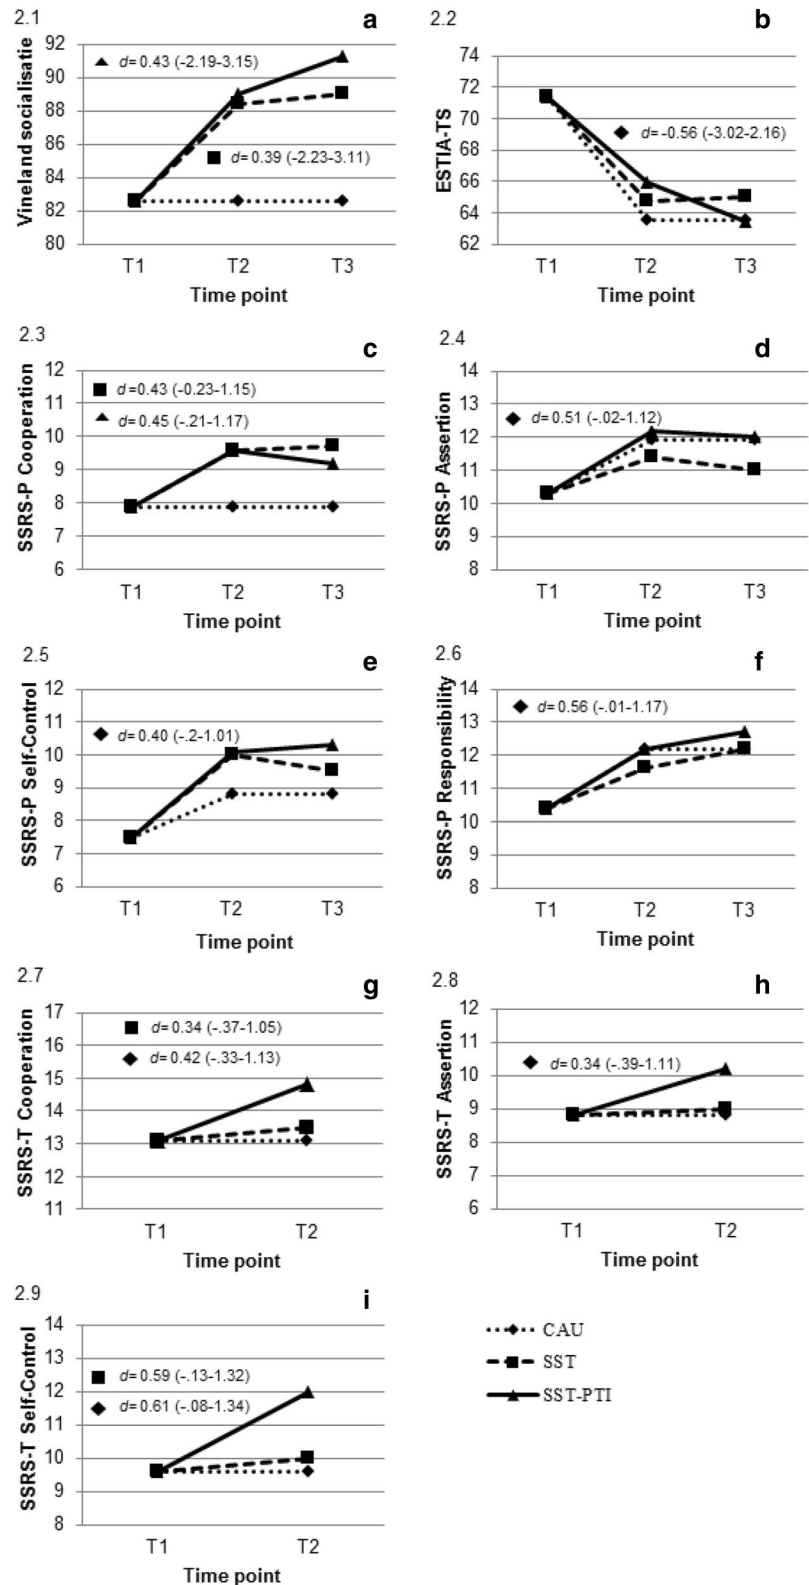 2.1
a
Vineland socialisatie
92
90
88
86
84
82
80
d=0.43 (-2.19-3.15)
d=0.39 (-2.23-3.11)
T1 T2 T3
Time point
2.2
b
ESTIA-TS
74
72
70
68
66
64
62
d=-0.56 (-3.02-2.16)
T1 T2 T3
Time point
2.3
c
SSRS-P Cooperation
12
11
10
9
8
7
6
d=0.43 (-0.23-1.15)
d=0.45 (-.21-1.17)
T1 T2 T3
Time point
2.4
d
SSRS-P Assertion
14
13
12
11
10
9
8
d=0.51 (-.02-1.12)
T1 T2 T3
Time point
2.5
e
SSRS-P Self-Control
12
11
10
9
8
7
6
d=0.40 (-.2-1.01)
T1 T2 T3
Time point
2.6
f
SSRS-P Responsibility
14
13
12
11
10
9
8
d=0.56 (-.01-1.17)
T1 T2 T3
Time point
2.7
g
SSRS-T Cooperation
17
16
15
14
13
12
11
d=0.34 (-.37-1.05)
d=0.42 (-.33-1.13)
T1 T2
Time point
2.8
h
SSRS-T Assertion
12
11
10
9
8
7
6
d=0.34 (-.39-1.11)
T1 T2
Time point
2.9
i
SSRS-T Self-Control
14
13
12
11
10
9
8
d=0.59 (-.13-1.32)
d=0.61 (-.08-1.34)
T1 T2
Time point
CAU
SST
SST-PTI